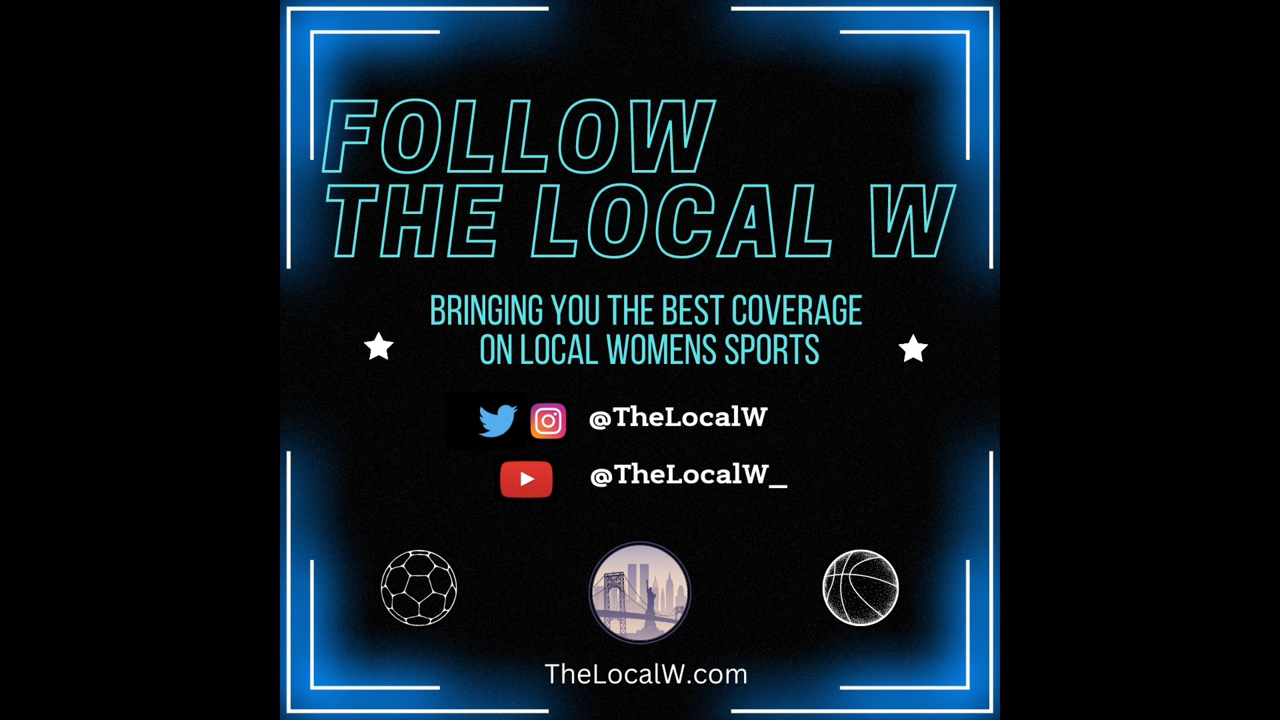 FOLLOW
THE LOCAL W
BRINGING YOU THE BEST COVERAGE
ON LOCAL WOMENS SPORTS
@TheLocalW
@TheLocalW_
TheLocalW.com